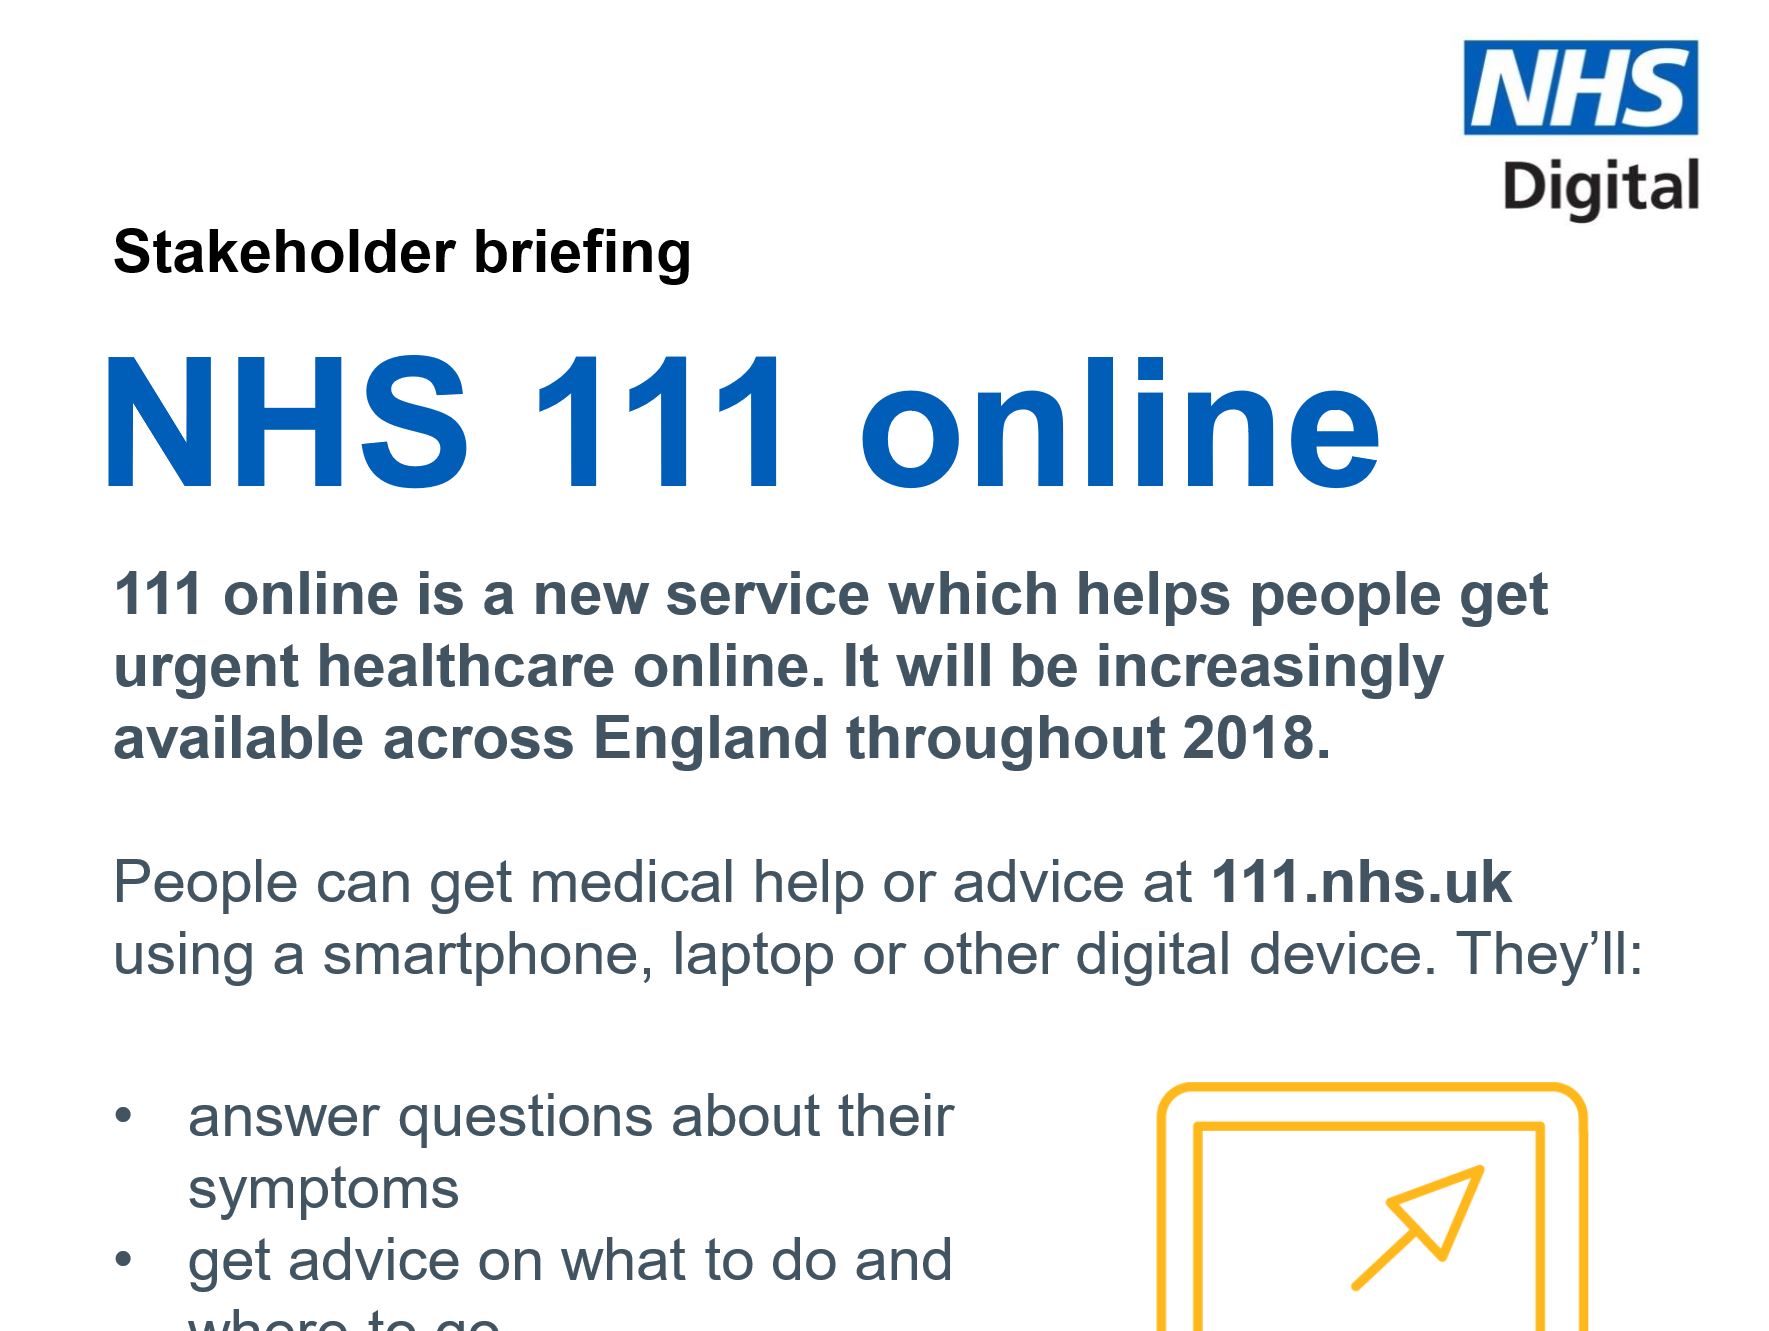 NHS
Digital
Stakeholder briefing
NHS 111 online
111 online is a new service which helps people get
urgent healthcare online. It will be increasingly
available across England throughout 2018.
People can get medical help or advice at 111.nhs.uk
using a smartphone, laptop or other digital device. They’ll:
• answer questions about their
symptoms
• get advice on what to do and
where to go